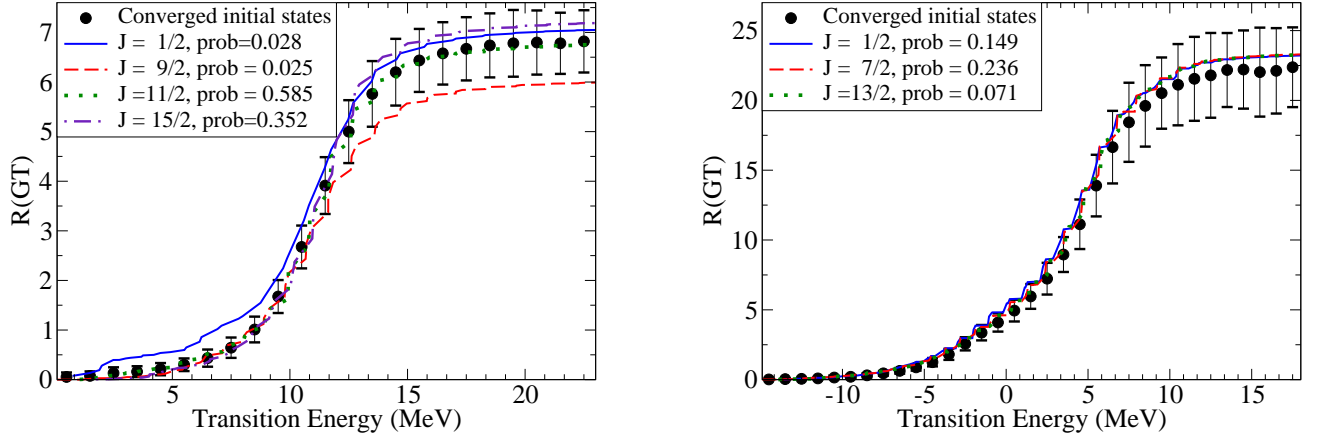 Converged initial states
J = 1/2, prob=0.028
J = 9/2, prob=0.025
J =11/2, prob = 0.585
J = 15/2, prob=0.352
7
6
5
4
3
2
1
0
R(GT)
5 10 15 20
Transition Energy (MeV)
Converged initial states
J = 1/2, prob = 0.149
J = 7/2, prob = 0.236
J =13/2, prob = 0.071
25
20
15
10
5
0
R(GT)
-10 -5 0 5 10 15
Transition Energy (MeV)